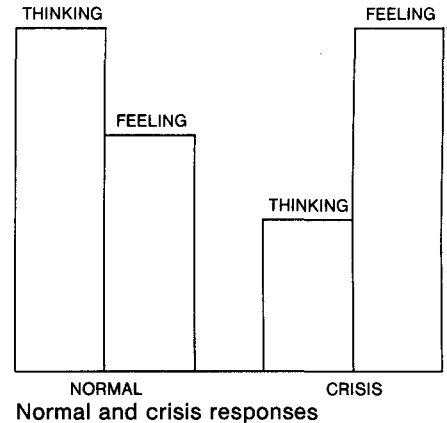 THINKING
FEELING
FEELING
THINKING
NORMAL
CRISIS
Normal and crisis responses